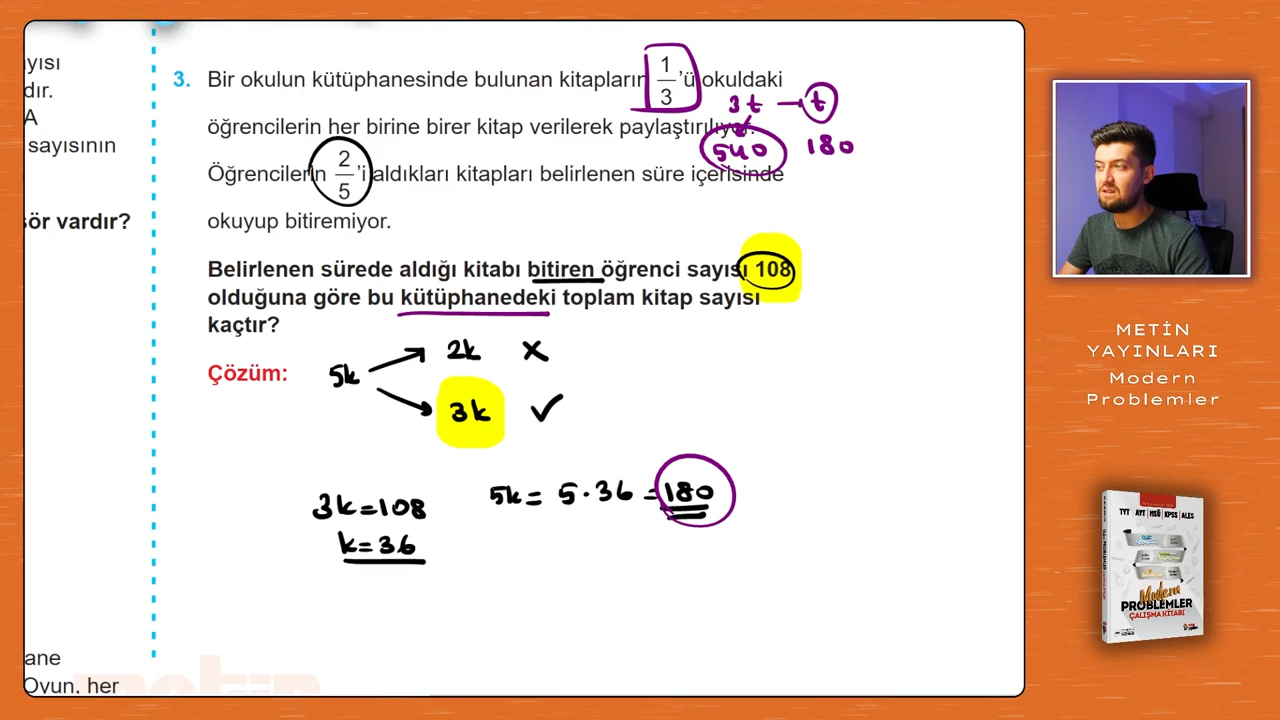 yısı
dır.
A
sayısının
sör vardır?
ane
Oyun, her
3. Bir okulun kütüphanesinde bulunan kitapların 1/3 'ü okuldaki
3t → t
öğrencilerin her birine birer kitap verilerek paylaştırılıyor.
540 180
Öğrencilerin 2/5 'i aldıkları kitapları belirlenen süre içerisinde
okuyup bitiremiyor.
Belirlenen sürede aldığı kitabı bitiren öğrenci sayısı 108
olduğuna göre bu kütüphanedeki toplam kitap sayısı
kaçtır?
Çözüm:
5k
2k ✗
3k ✓
3k=108
k=36
5k= 5·36 =180
METİN
YAYINLARI
Modern
Problemler
TYT AYT MSÜ KPSS ALES
Modern
PROBLEMLER
ÇALIŞMA KİTABI